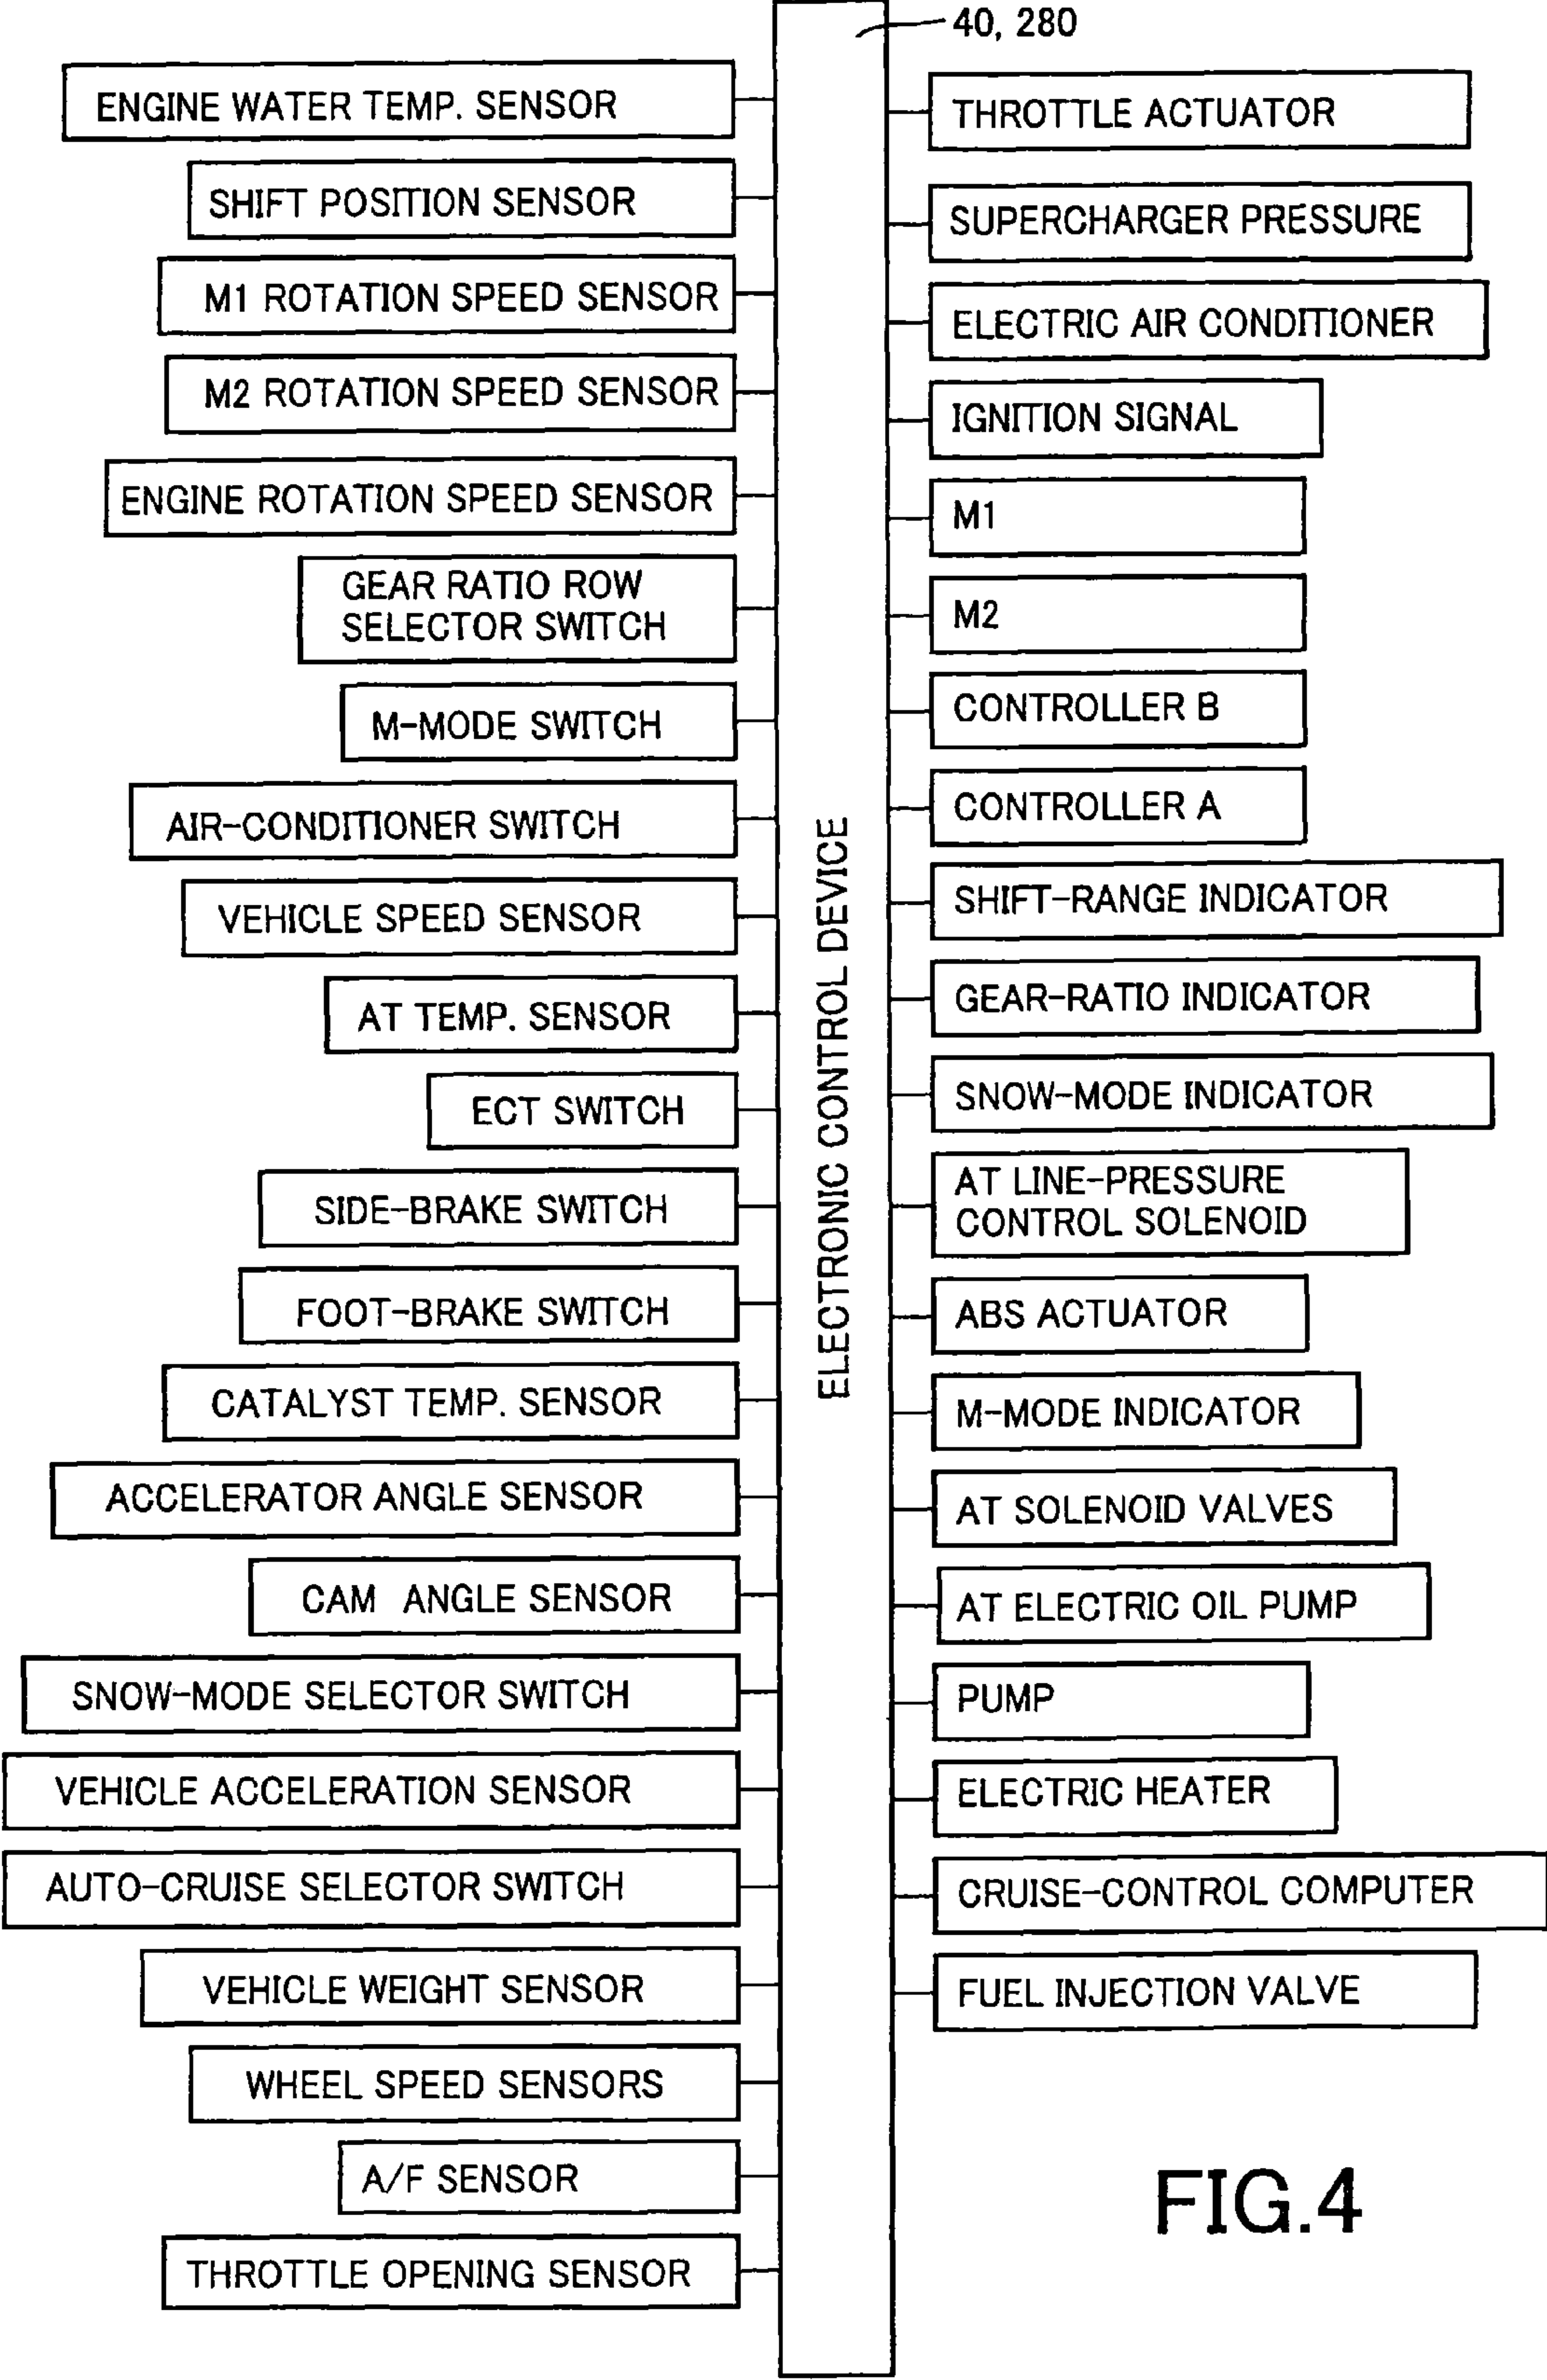 40, 280
ENGINE WATER TEMP. SENSOR
SHIFT POSITION SENSOR
M1 ROTATION SPEED SENSOR
M2 ROTATION SPEED SENSOR
ENGINE ROTATION SPEED SENSOR
GEAR RATIO ROW
SELECTOR SWITCH
M-MODE SWITCH
AIR-CONDITIONER SWITCH
VEHICLE SPEED SENSOR
AT TEMP. SENSOR
ECT SWITCH
SIDE-BRAKE SWITCH
FOOT-BRAKE SWITCH
CATALYST TEMP. SENSOR
ACCELERATOR ANGLE SENSOR
CAM ANGLE SENSOR
SNOW-MODE SELECTOR SWITCH
VEHICLE ACCELERATION SENSOR
AUTO-CRUISE SELECTOR SWITCH
VEHICLE WEIGHT SENSOR
WHEEL SPEED SENSORS
A/F SENSOR
THROTTLE OPENING SENSOR
ELECTRONIC CONTROL DEVICE
THROTTLE ACTUATOR
SUPERCHARGER PRESSURE
ELECTRIC AIR CONDITIONER
IGNITION SIGNAL
M1
M2
CONTROLLER B
CONTROLLER A
SHIFT-RANGE INDICATOR
GEAR-RATIO INDICATOR
SNOW-MODE INDICATOR
AT LINE-PRESSURE
CONTROL SOLENOID
ABS ACTUATOR
M-MODE INDICATOR
AT SOLENOID VALVES
AT ELECTRIC OIL PUMP
PUMP
ELECTRIC HEATER
CRUISE-CONTROL COMPUTER
FUEL INJECTION VALVE
FIG.4